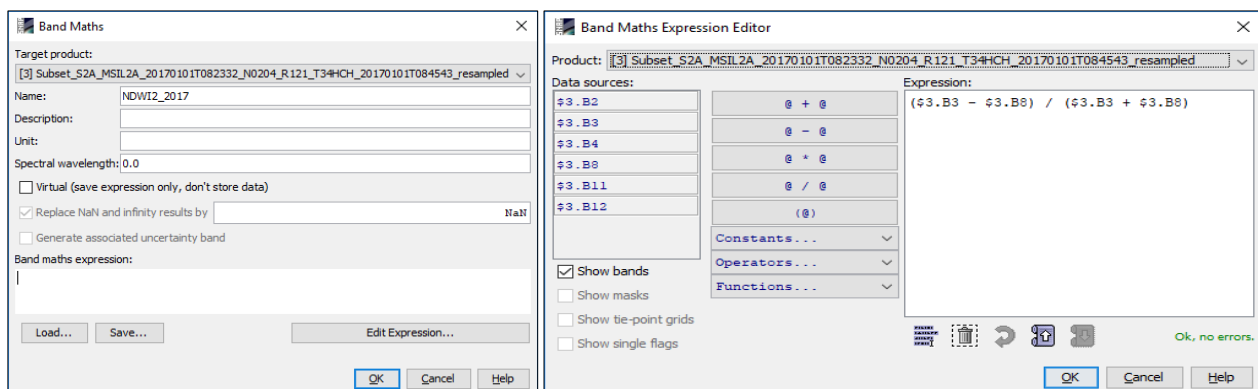 Band Maths
Target product:
[3] Subset_S2A_MSIL2A_20170101T082332_N0204_R121_T34HCH_20170101T084543_resampled
Name: NDWI2_2017
Description:
Unit:
Spectral wavelength: 0.0
Virtual (save expression only, don't store data)
Replace NaN and infinity results by NaN
Generate associated uncertainty band
Band maths expression:
Load... Save... Edit Expression...
OK Cancel Help
Band Maths Expression Editor
Product: [3] Subset_S2A_MSIL2A_20170101T082332_N0204_R121_T34HCH_20170101T084543_resampled
Data sources:
$3.B2
$3.B3
$3.B4
$3.B8
$3.B11
$3.B12
Show bands
Show masks
Show tie-point grids
Show single flags
@ + @
@ - @
@ * @
@ / @
(@)
Constants...
Operators...
Functions...
Expression:
($3.B3 - $3.B8) / ($3.B3 + $3.B8)
Ok, no errors.
OK Cancel Help